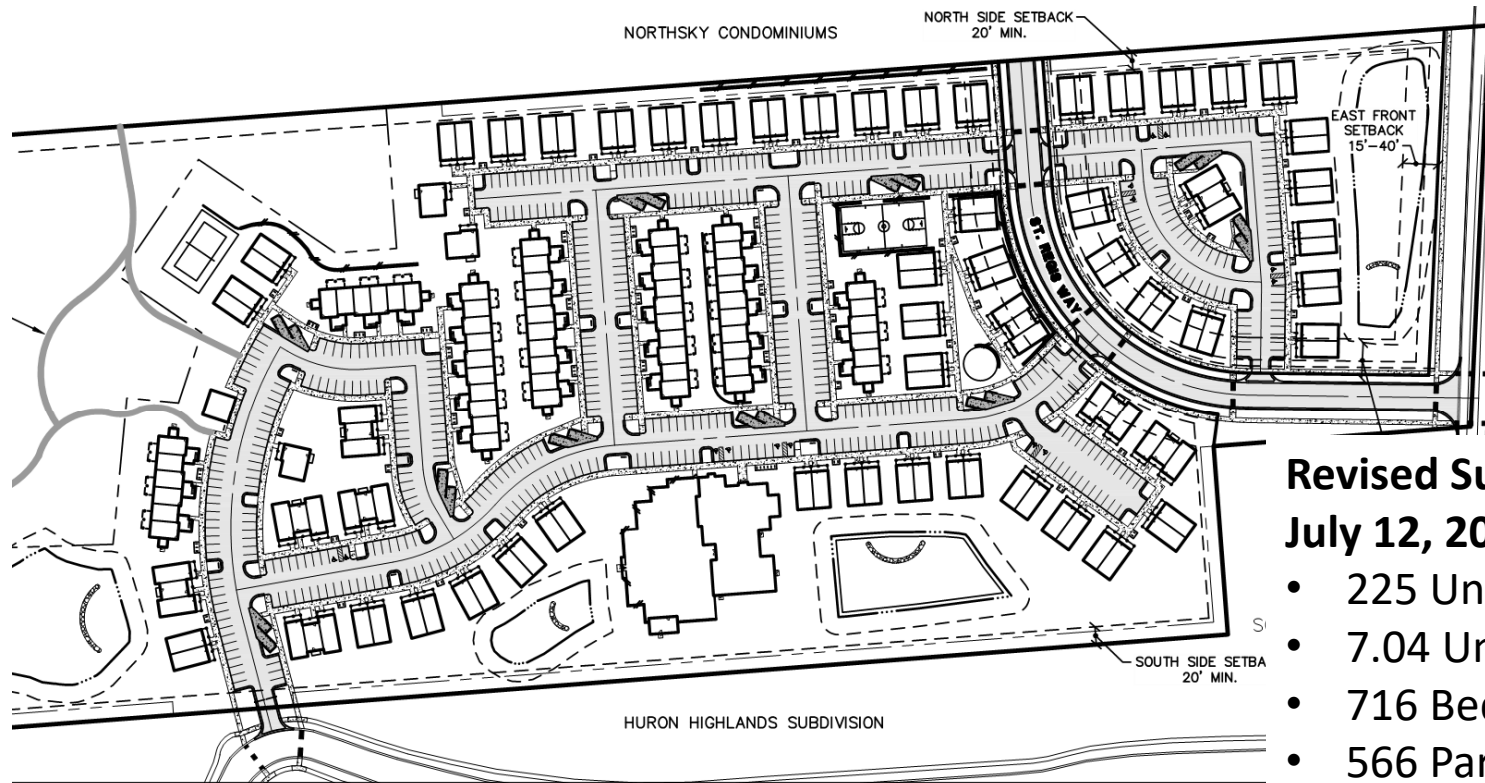 NORTHSKY CONDOMINIUMS
NORTH SIDE SETBACK
20' MIN.
EAST FRONT
SETBACK
15'-40'
ST. REGIS WAY
SOUTH SIDE SETBA
20' MIN.
HURON HIGHLANDS SUBDIVISION
Revised Su
July 12, 20
• 225 Un
• 7.04 Un
• 716 Bed
• 566 Par